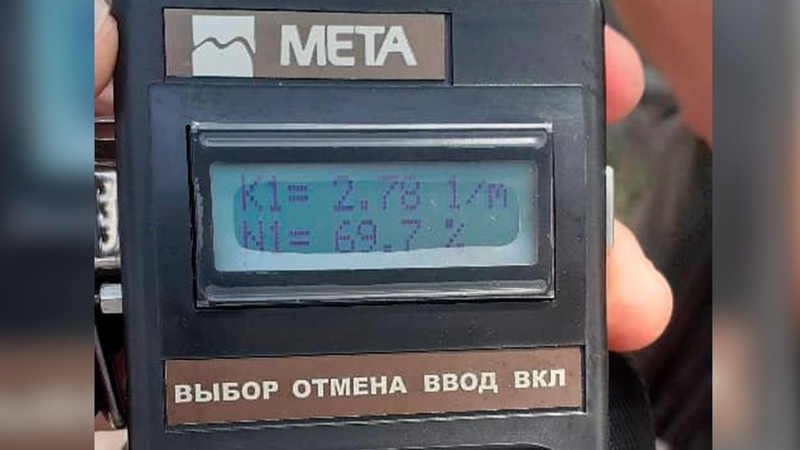 МЕТА
K1= 2.78 1/m
N1= 69.7 %
ВЫБОР ОТМЕНА ВВОД ВКЛ